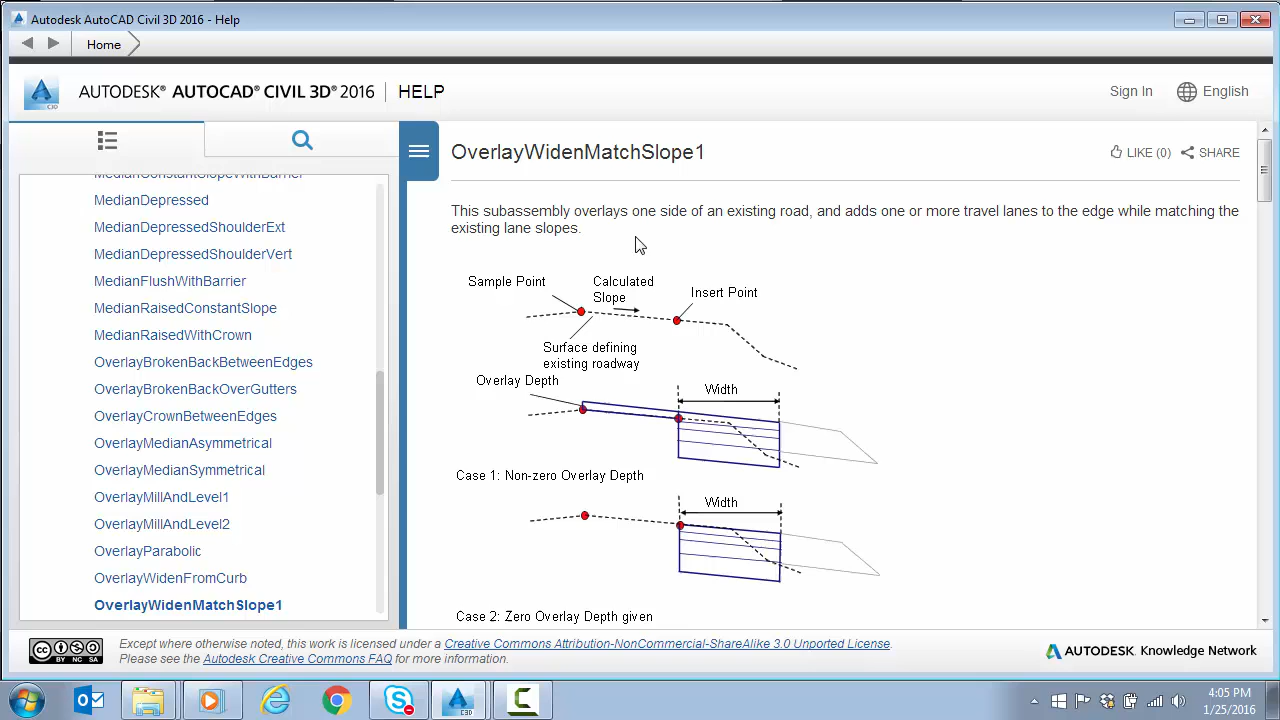 Autodesk AutoCAD Civil 3D 2016 - Help
Home
AUTODESK® AUTOCAD® CIVIL 3D® 2016 | HELP
Sign In
English
OverlayWidenMatchSlope1
LIKE (0)
SHARE
MedianConstantSlopeWithBarrier
MedianDepressed
MedianDepressedShoulderExt
MedianDepressedShoulderVert
MedianFlushWithBarrier
MedianRaisedConstantSlope
MedianRaisedWithCrown
OverlayBrokenBackBetweenEdges
OverlayBrokenBackOverGutters
OverlayCrownBetweenEdges
OverlayMedianAsymmetrical
OverlayMedianSymmetrical
OverlayMillAndLevel1
OverlayMillAndLevel2
OverlayParabolic
OverlayWidenFromCurb
OverlayWidenMatchSlope1
This subassembly overlays one side of an existing road, and adds one or more travel lanes to the edge while matching the
existing lane slopes.
Sample Point
Calculated
Slope
Insert Point
Surface defining
existing roadway
Overlay Depth
Width
Case 1: Non-zero Overlay Depth
Width
Case 2: Zero Overlay Depth given
CC BY NC SA
Except where otherwise noted, this work is licensed under a Creative Commons Attribution-NonCommercial-ShareAlike 3.0 Unported License.
Please see the Autodesk Creative Commons FAQ for more information.
AUTODESK. Knowledge Network
4:05 PM
1/25/2016